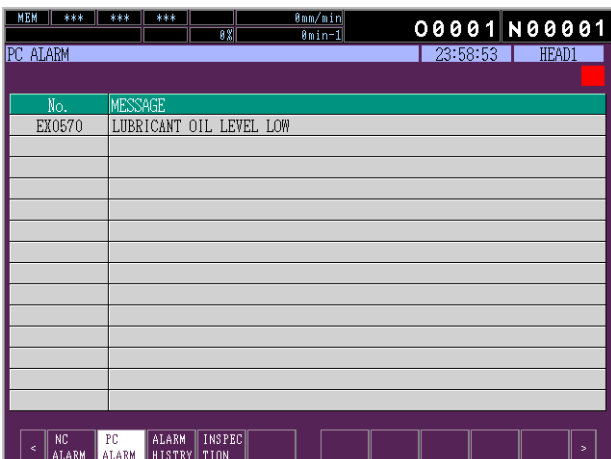 MEM *** *** *** 0mm/min
0% 0min-1 O0001 N00001
PC ALARM 23:58:53 HEAD1
No. MESSAGE
EX0570 LUBRICANT OIL LEVEL LOW
< NC ALARM PC ALARM ALARM HISTRY INSPEC TION >